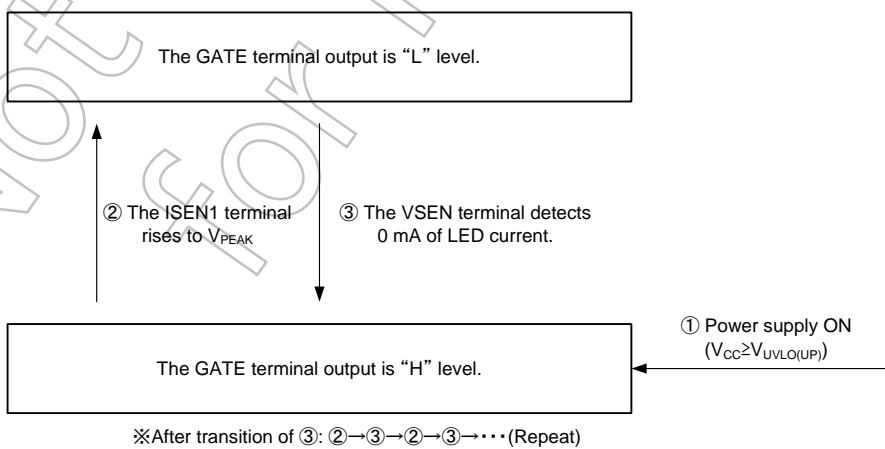 Not
for
The GATE terminal output is “L” level.
② The ISEN1 terminal
rises to VPEAK
③ The VSEN terminal detects
0 mA of LED current.
① Power supply ON
(VCC≥VUVLO(UP))
The GATE terminal output is “H” level.
※After transition of ③: ②→③→②→③→･･･(Repeat)